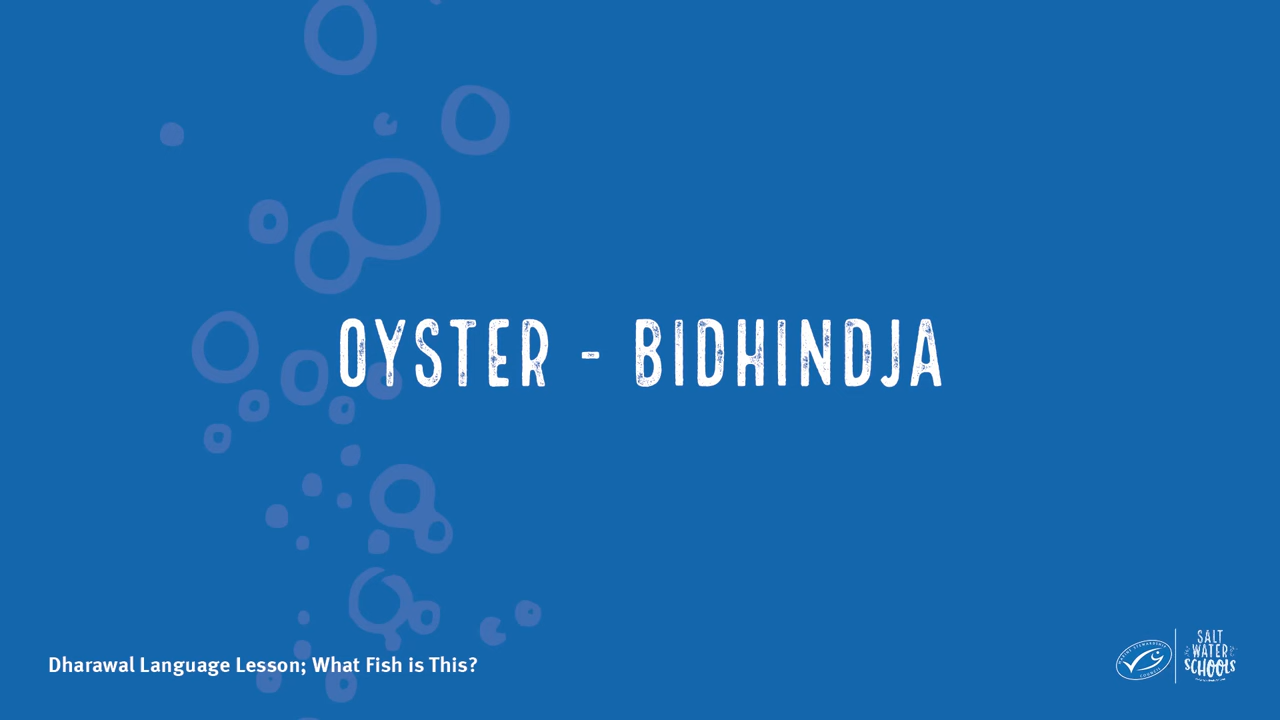 OYSTER - BIDHINDJA
Dharawal Language Lesson; What Fish is This?
SALT
WATER
SCHOOLS